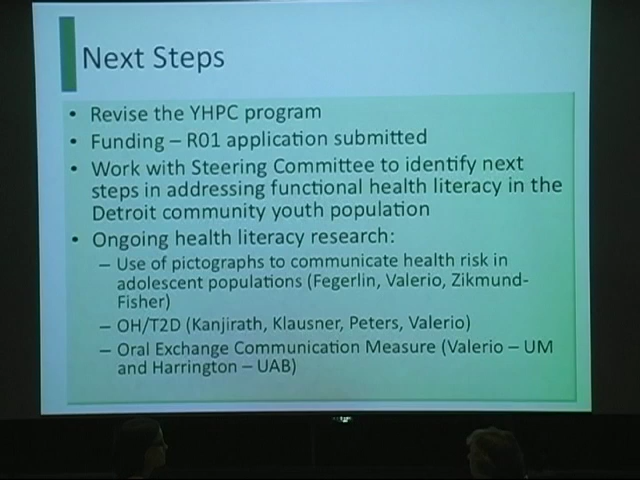 Next Steps
• Revise the YHPC program
• Funding – R01 application submitted
• Work with Steering Committee to identify next
steps in addressing functional health literacy in the
Detroit community youth population
• Ongoing health literacy research:
– Use of pictographs to communicate health risk in
adolescent populations (Fegerlin, Valerio, Zikmund-
Fisher)
– OH/T2D (Kanjirath, Klausner, Peters, Valerio)
– Oral Exchange Communication Measure (Valerio – UM
and Harrington – UAB)